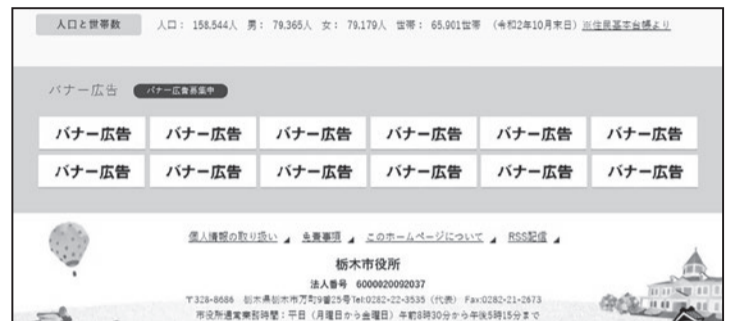 人口と世帯数 人口: 158,544人 男: 79,365人 女: 79,179人 世帯: 65,901世帯 (令和2年10月末日) ※住民基本台帳より
バナー広告 バナー広告募集中
バナー広告 バナー広告 バナー広告 バナー広告 バナー広告 バナー広告
バナー広告 バナー広告 バナー広告 バナー広告 バナー広告 バナー広告
個人情報の取り扱い 免責事項 このホームページについて RSS配信
栃木市役所
法人番号 6000020092037
〒328-8686 栃木県栃木市万町9番25号 Tel:0282-22-3535 (代表) Fax:0282-21-2673
市役所通常業務時間:平日(月曜日から金曜日)午前8時30分から午後5時15分まで